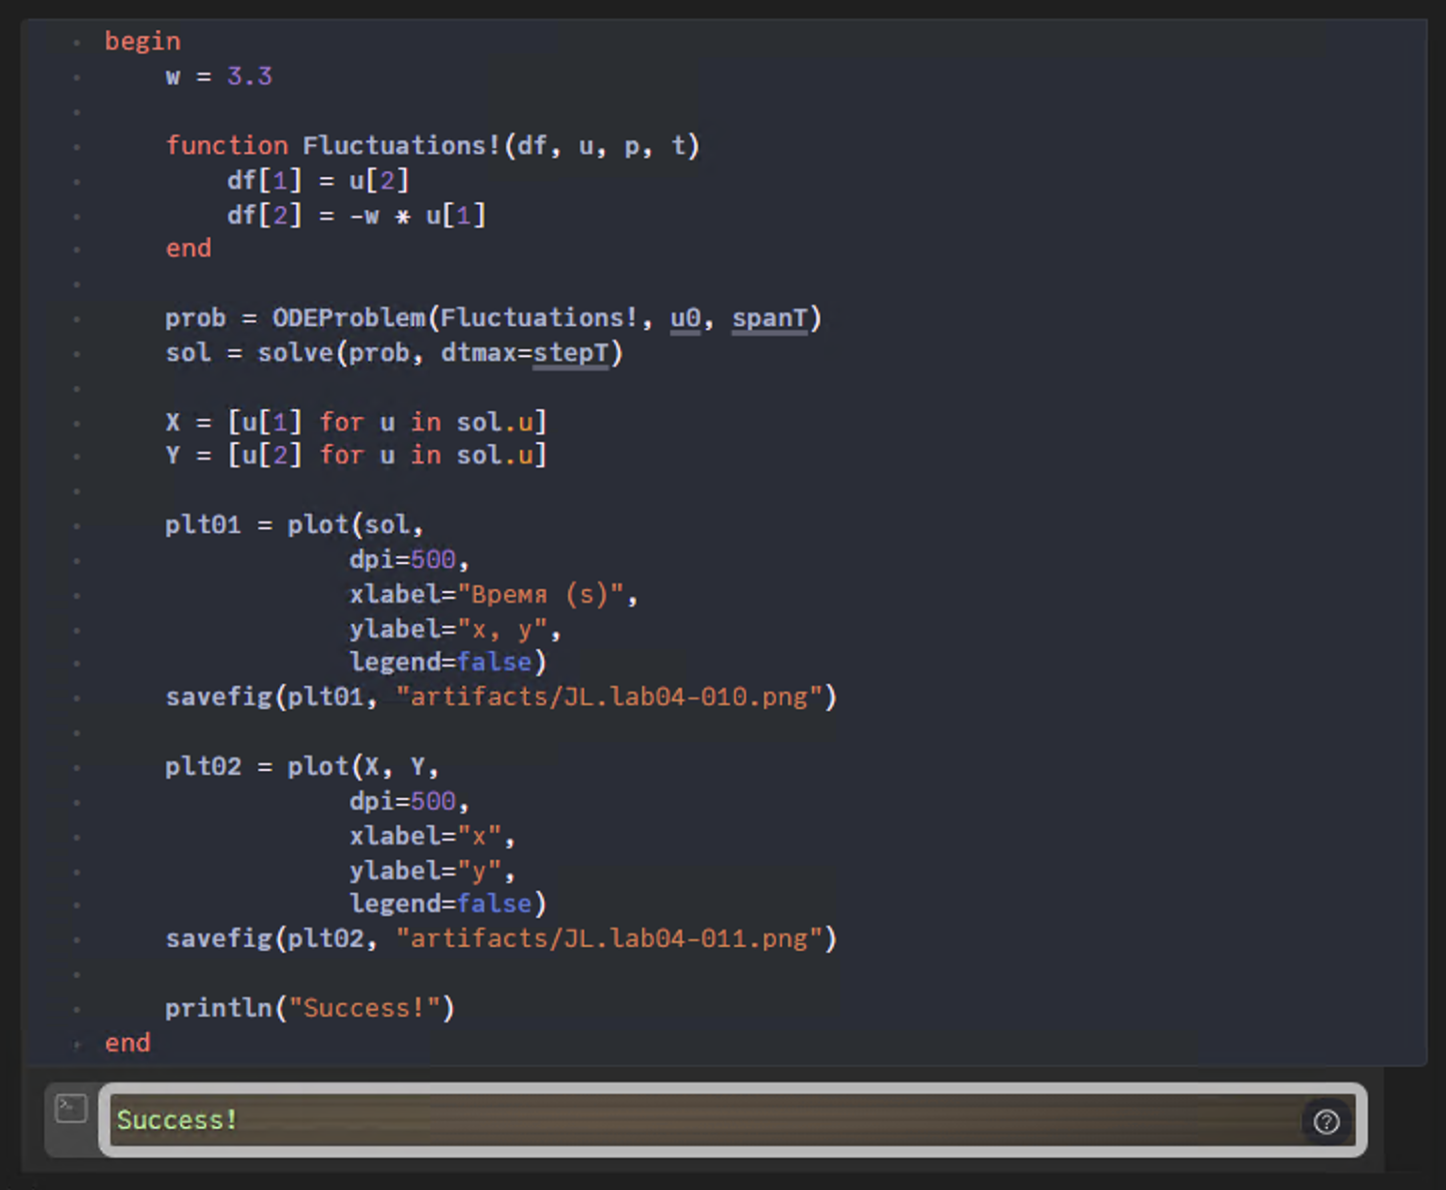 begin
    w = 3.3

    function Fluctuations!(df, u, p, t)
        df[1] = u[2]
        df[2] = -w * u[1]
    end

    prob = ODEProblem(Fluctuations!, u0, spanT)
    sol = solve(prob, dtmax=stepT)

    X = [u[1] for u in sol.u]
    Y = [u[2] for u in sol.u]

    plt01 = plot(sol,
                dpi=500,
                xlabel="Время (s)",
                ylabel="x, y",
                legend=false)
    savefig(plt01, "artifacts/JL.lab04-010.png")

    plt02 = plot(X, Y,
                dpi=500,
                xlabel="x",
                ylabel="y",
                legend=false)
    savefig(plt02, "artifacts/JL.lab04-011.png")

    println("Success!")
end
Success!